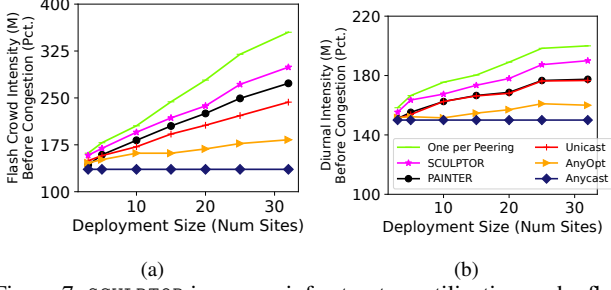 Flash Crowd Intensity (M)
Before Congestion (Pct.)
400
325
250
175
100
10
20
30
Deployment Size (Num Sites)
(a)
Diurnal Intensity (M)
Before Congestion (Pct.)
220
180
140
100
One per Peering
SCULPTOR
PAINTER
Unicast
AnyOpt
Anycast
10
20
30
Deployment Size (Num Sites)
(b)